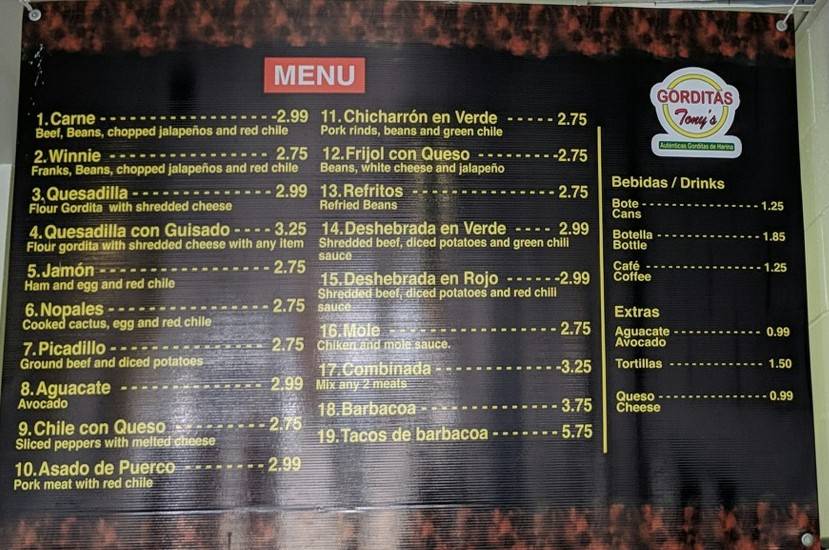 MENU
1.Carne 2.99
Beef, Beans, chopped jalapeños and red chile
2.Winnie 2.75
Franks, Beans, chopped jalapeños and red chile
3.Quesadilla 2.99
Flour Gordita with shredded cheese
4.Quesadilla con Guisado 3.25
Flour gordita with shredded cheese with any item
5.Jamón 2.75
Ham and egg and red chile
6.Nopales 2.75
Cooked cactus, egg and red chile
7.Picadillo 2.75
Ground beef and diced potatoes
8.Aguacate 2.99
Avocado
9.Chile con Queso 2.75
Sliced peppers with melted cheese
10.Asado de Puerco 2.99
Pork meat with red chile
11.Chicharrón en Verde 2.75
Pork rinds, beans and green chile
12.Frijol con Queso 2.75
Beans, white cheese and jalapeño
13.Refritos 2.75
Refried Beans
14.Deshebrada en Verde 2.99
Shredded beef, diced potatoes and green chili
sauce
15.Deshebrada en Rojo 2.99
Shredded beef, diced potatoes and red chili
sauce
16.Mole 2.75
Chiken and mole sauce.
17.Combinada 3.25
Mix any 2 meats
18.Barbacoa 3.75
19.Tacos de barbacoa 5.75
GORDITAS
Tony's
Auténticas Gorditas de Harina
Bebidas / Drinks
Bote 1.25
Cans
Botella 1.85
Bottle
Café 1.25
Coffee
Extras
Aguacate 0.99
Avocado
Tortillas 1.50
Queso 0.99
Cheese